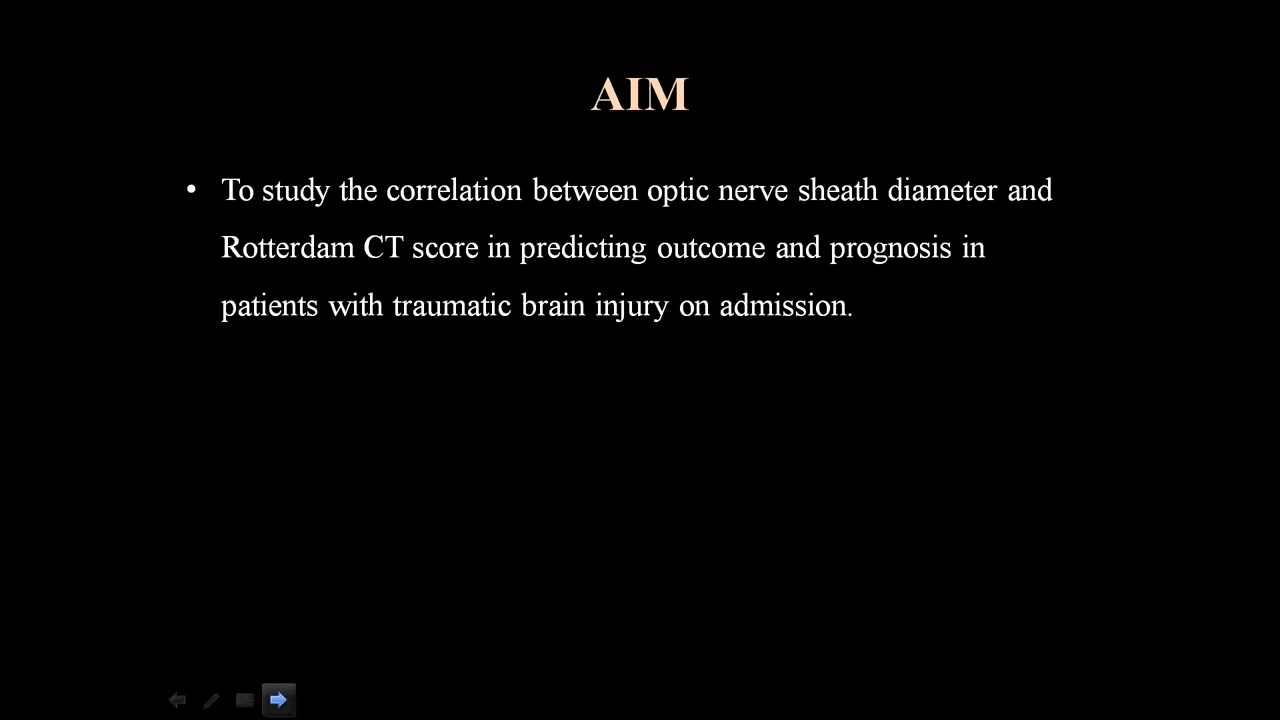 AIM
• To study the correlation between optic nerve sheath diameter and
Rotterdam CT score in predicting outcome and prognosis in
patients with traumatic brain injury on admission.